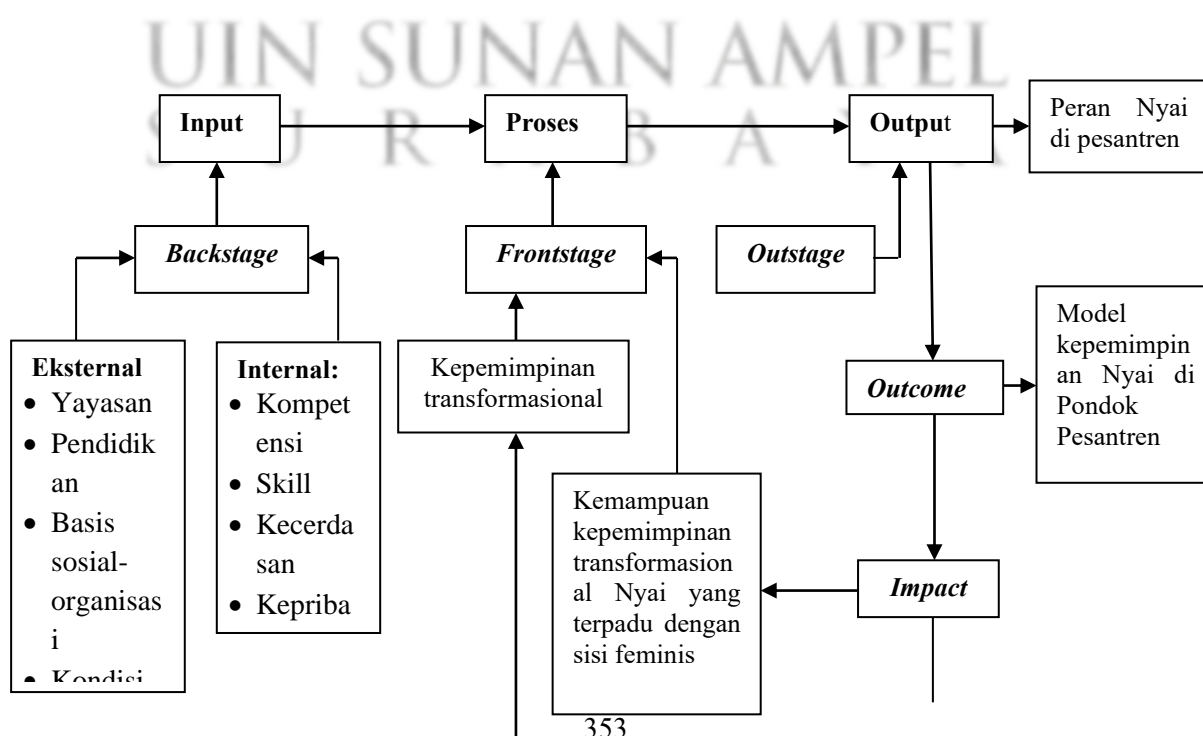 UIN SUNAN AMPEL
S U R A B A Y A
Input
Proses
Output
Peran Nyai
di pesantren
Backstage
Frontstage
Outstage
Eksternal
• Yayasan
• Pendidik
an
• Basis
sosial-
organisas
i
• Kondisi
Internal:
• Kompet
ensi
• Skill
• Kecerda
san
• Kepriba
Kepemimpinan
transformasional
Kemampuan
kepemimpinan
transformasion
al Nyai yang
terpadu dengan
sisi feminis
Outcome
Model
kepemimpin
an Nyai di
Pondok
Pesantren
Impact
353